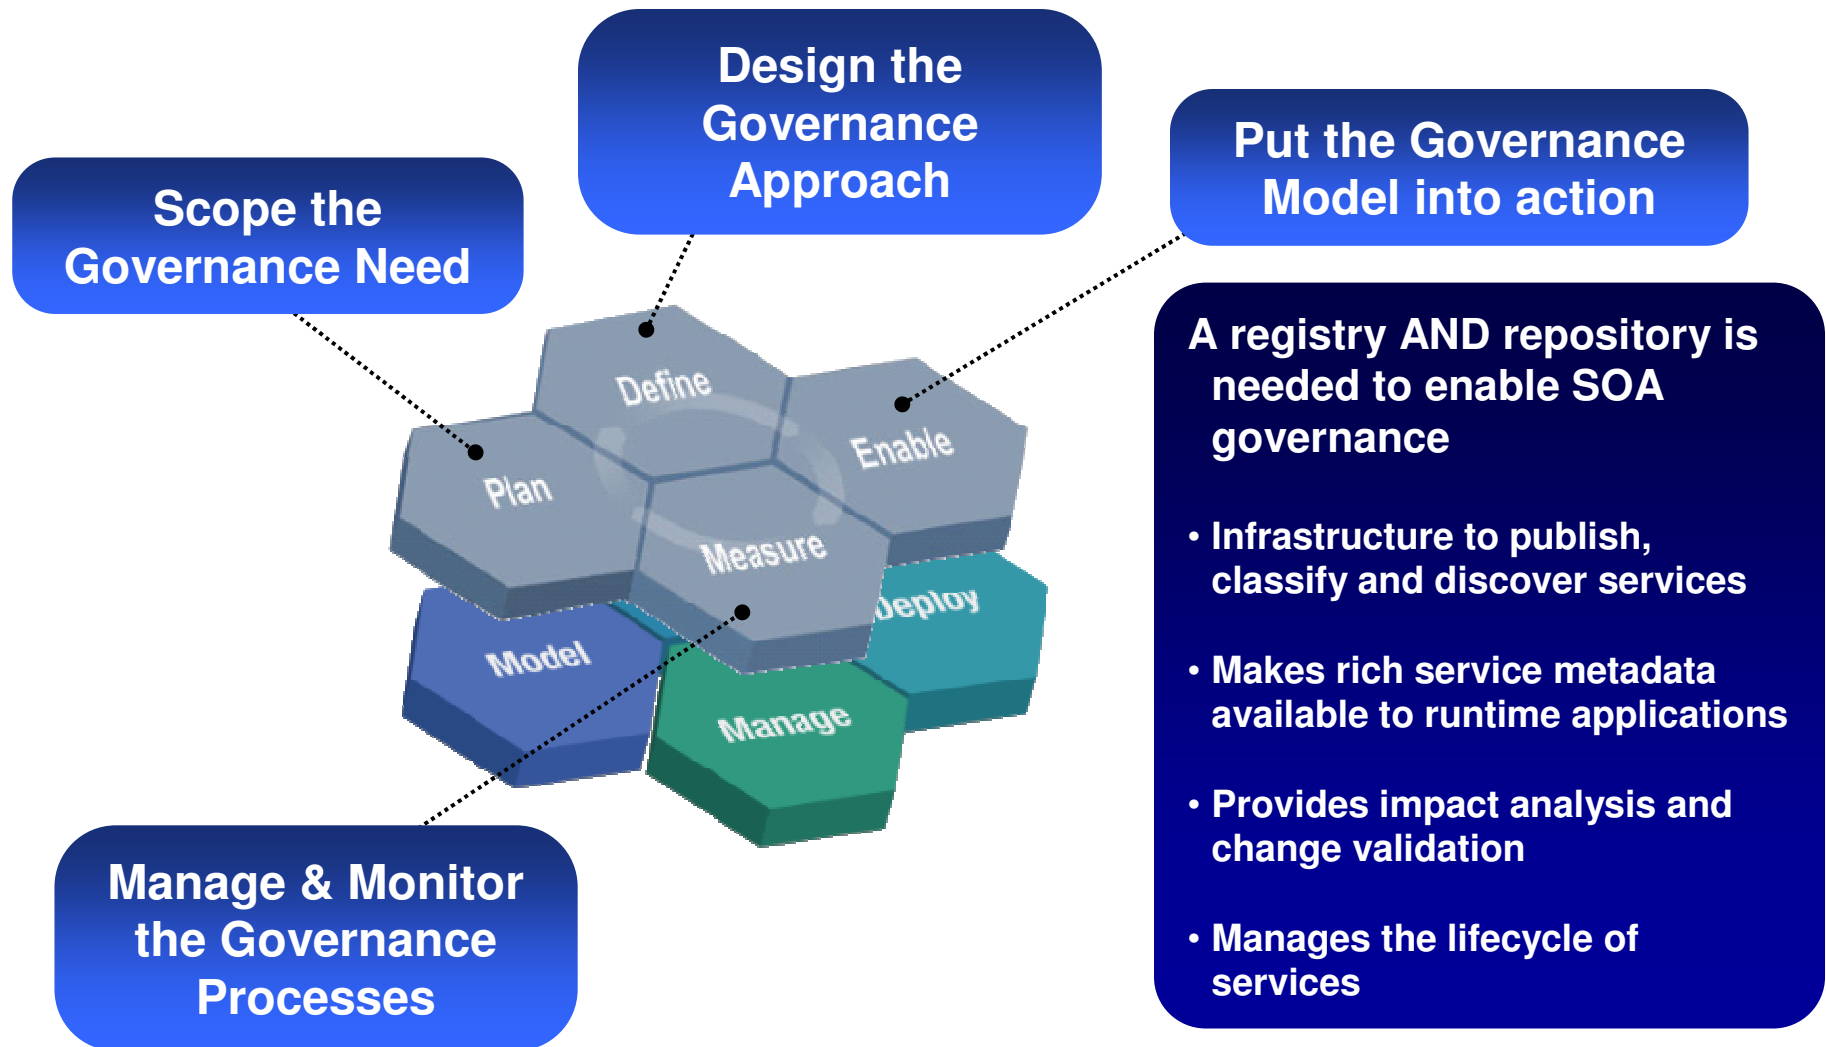 Design the
Governance
Approach
Put the Governance
Model into action
Scope the
Governance Need
A registry AND repository is
needed to enable SOA
governance
Define
Enable
Plan
Measure
• Infrastructure to publish,
classify and discover services
Deploy
Model
• Makes rich service metadata
available to runtime applications
Manage
• Provides impact analysis and
change validation
Manage & Monitor
the Governance
Processes
• Manages the lifecycle of
services